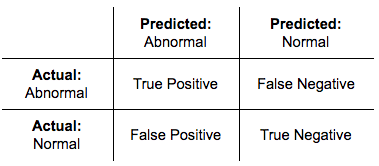 Predicted:
Abnormal
Predicted:
Normal
Actual:
Abnormal
True Positive
False Negative
Actual:
Normal
False Positive
True Negative